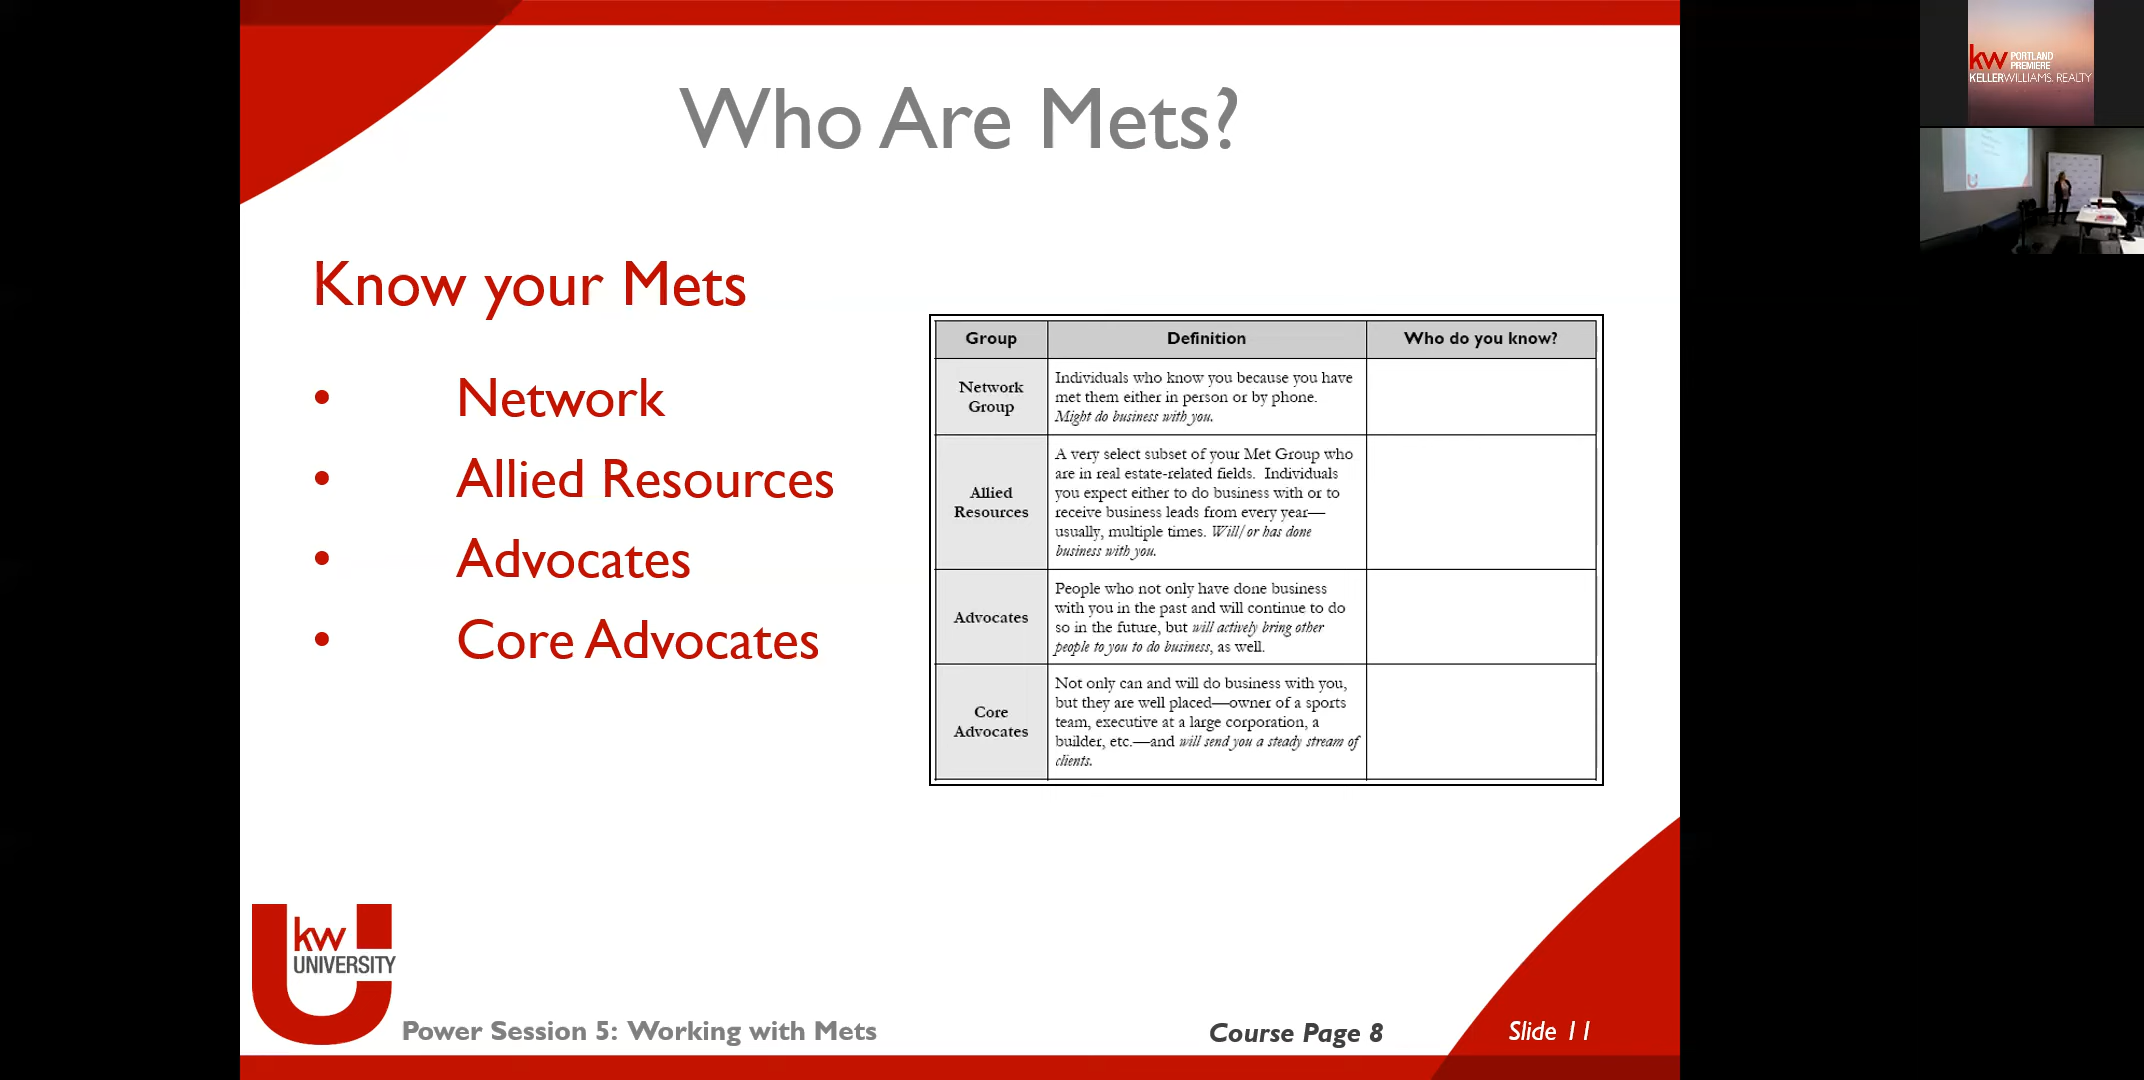 Who Are Mets?
Know your Mets
• Network
• Allied Resources
• Advocates
• Core Advocates
Group Definition Who do you know?
Network
Group
Individuals who know you because you have
met them either in person or by phone.
Might do business with you.
Allied
Resources
A very select subset of your Met Group who
are in real estate-related fields. Individuals
you expect either to do business with or to
receive business leads from every year—
usually, multiple times. Will/or has done
business with you.
Advocates
People who not only have done business
with you in the past and will continue to do
so in the future, but will actively bring other
people to you to do business, as well.
Core
Advocates
Not only can and will do business with you,
but they are well placed—owner of a sports
team, executive at a large corporation, a
builder, etc.—and will send you a steady stream of
clients.
kw
UNIVERSITY
Power Session 5: Working with Mets
Course Page 8
Slide 11
kw PORTLAND
PREMIERE
KELLERWILLIAMS. REALTY